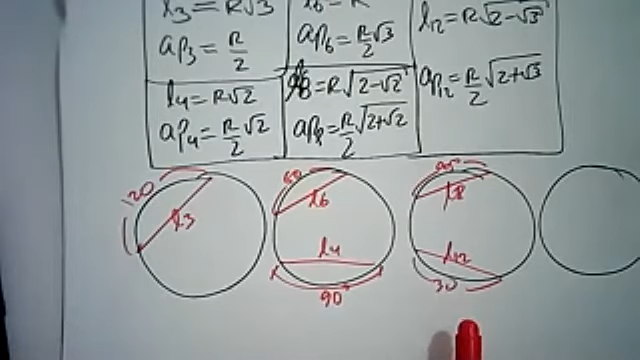 l3 = R√3
l6 = R
l12 = R√2-√3
ap3 = R/2
ap6 = R/2 √3
ap12 = R/2 √2+√3
l4 = R√2
l8 = R√2-√2
ap4 = R/2 √2
ap8 = R/2 √2+√2
120
l3
60
l6
l4
90°
l8
l12
30°